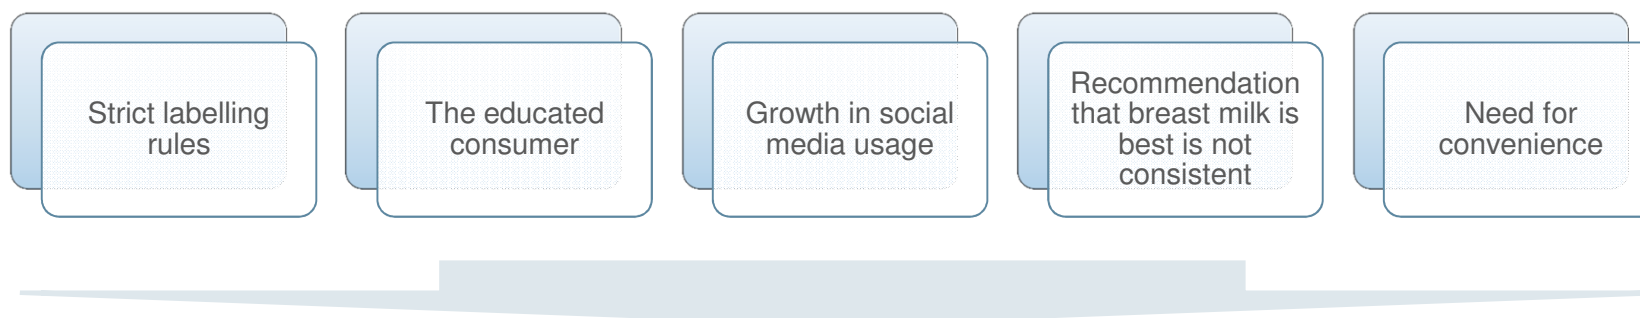 Strict labelling
rules
The educated
consumer
Growth in social
media usage
Recommendation
that breast milk is
best is not
consistent
Need for
convenience